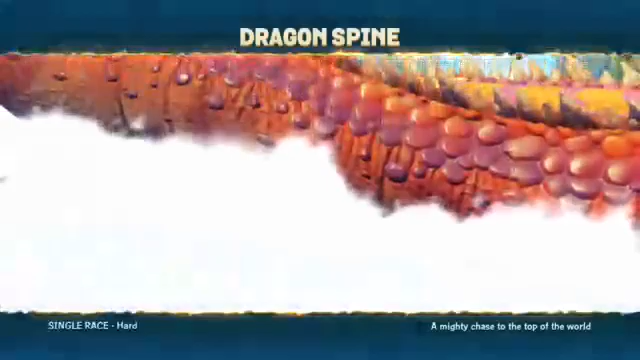 DRAGON SPINE
SINGLE RACE - Hard
A mighty chase to the top of the world